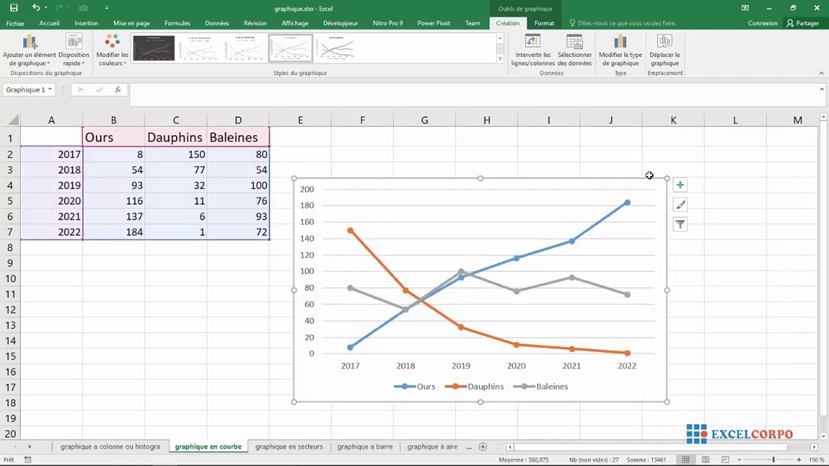 graphique.xlsx - Excel
Outils de graphique
Fichier Accueil Insertion Mise en page Formules Données Révision Affichage Développeur Nitro Pro 9 Power Pivot Team Création Format Dites-nous ce que vous voulez faire. Connexion Partager
Ajouter un élément de graphique
Disposition rapide
Modifier les couleurs
Intervertir les lignes/colonnes
Sélectionner des données
Modifier le type de graphique
Déplacer le graphique
Dispositions du graphique Styles du graphique Données Type Emplacement
Graphique 1 fx
A B C D E F G H I J K L M
1 Ours Dauphins Baleines
2 2017 8 150 80
3 2018 54 77 54
4 2019 93 32 100
5 2020 116 11 76
6 2021 137 6 93
7 2022 184 1 72
8
9
10
11
12
13
14
15
16
17
18
19
20
200
180
160
140
120
100
80
60
40
20
0
2017 2018 2019 2020 2021 2022
Ours Dauphins Baleines
EXCELCORPO
graphique a colonne ou histogra graphique en courbe graphique en secteurs graphique a barre graphique à aire ...
Prêt Moyenne : 560,875 Nb (non vides) : 27 Somme : 13461 150 %